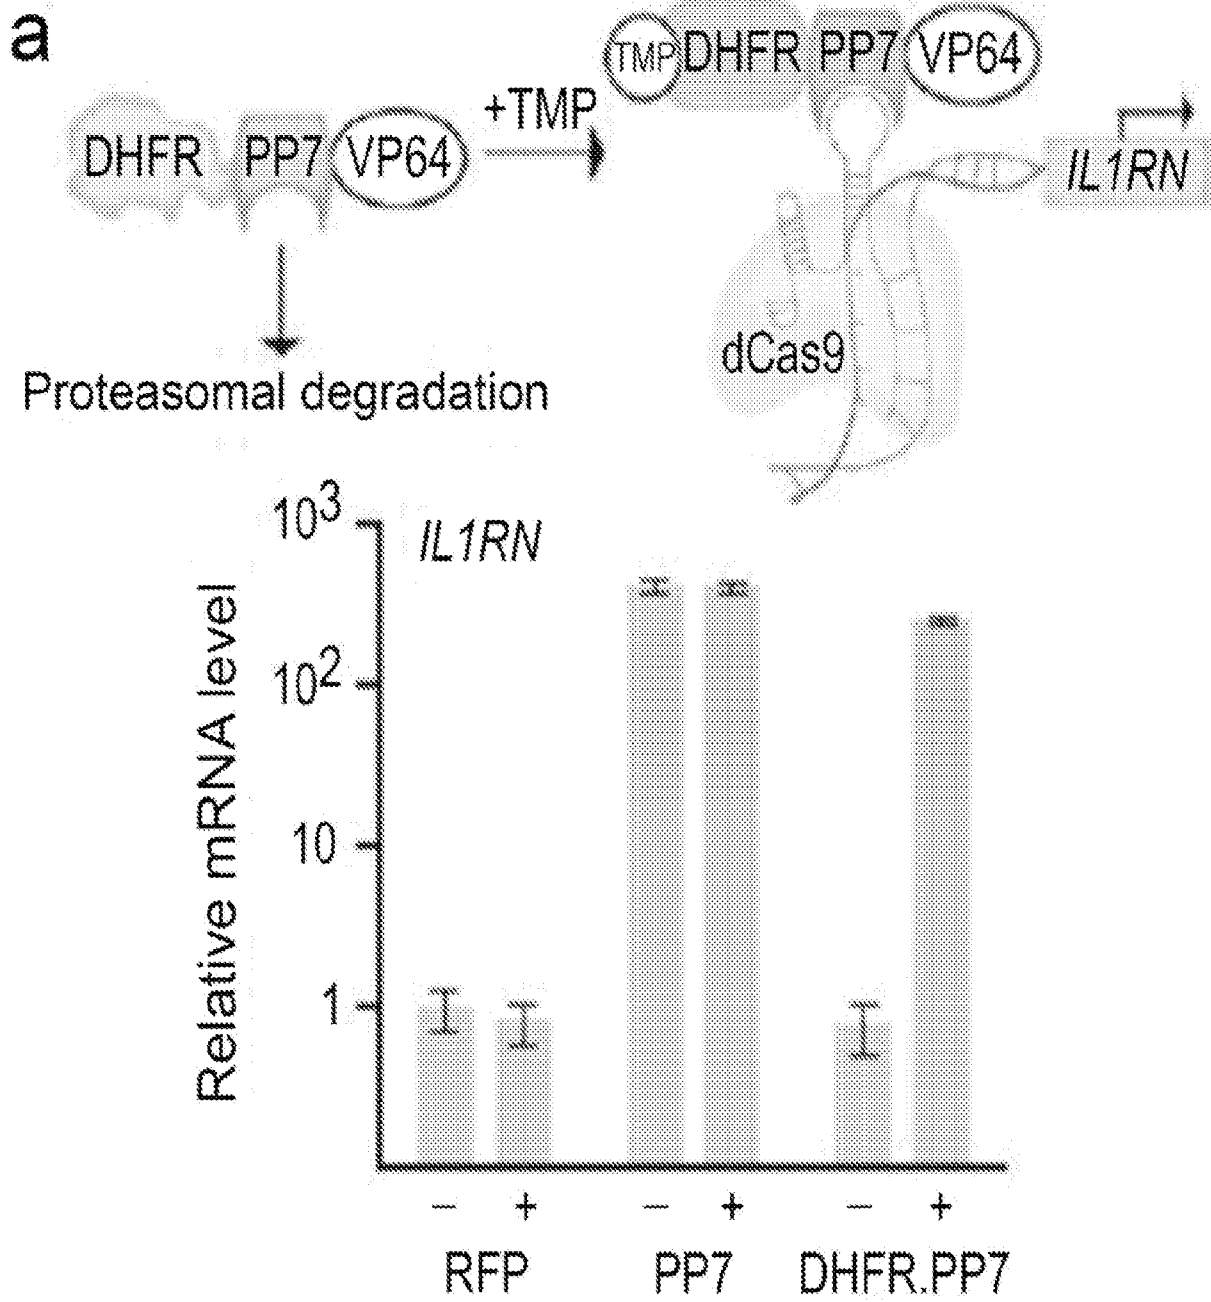 a
DHFR PP7 VP64
+TMP
TMP DHFR PP7 VP64
IL1RN
dCas9
Proteasomal degradation
IL1RN
Relative mRNA level
10³
10²
10
1
− + − + − +
RFP PP7 DHFR.PP7